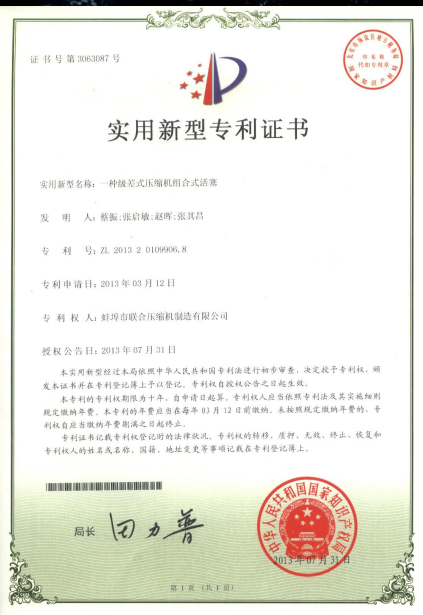 证书号第3063087号
实用新型专利证书
实用新型名称：一种级差式压缩机组合式活塞
发明人：蔡振;张启敏;赵晖;张其昌
专利号：ZL 2013 2 0109906.8
专利申请日：2013年03月12日
专利权人：蚌埠市联合压缩机制造有限公司
授权公告日：2013年07月31日
本实用新型经过本局依照中华人民共和国专利法进行初步审查，决定授予专利权，颁
发本证书并在专利登记簿上予以登记。专利权自授权公告之日起生效。
本专利的专利权期限为十年，自申请日起算。专利权人应当依照专利法及其实施细则
规定缴纳年费。本专利的年费应当在每年03月12日前缴纳。未按照规定缴纳年费的，专
利权自应当缴纳年费期满之日起终止。
专利证书记载专利权登记时的法律状况。专利权的转移、质押、无效、终止、恢复和
专利权人的姓名或名称、国籍、地址变更等事项记载在专利登记簿上。
局长
田力普
中华人民共和国国家知识产权局
2013年07月31日
第1页（共1页）